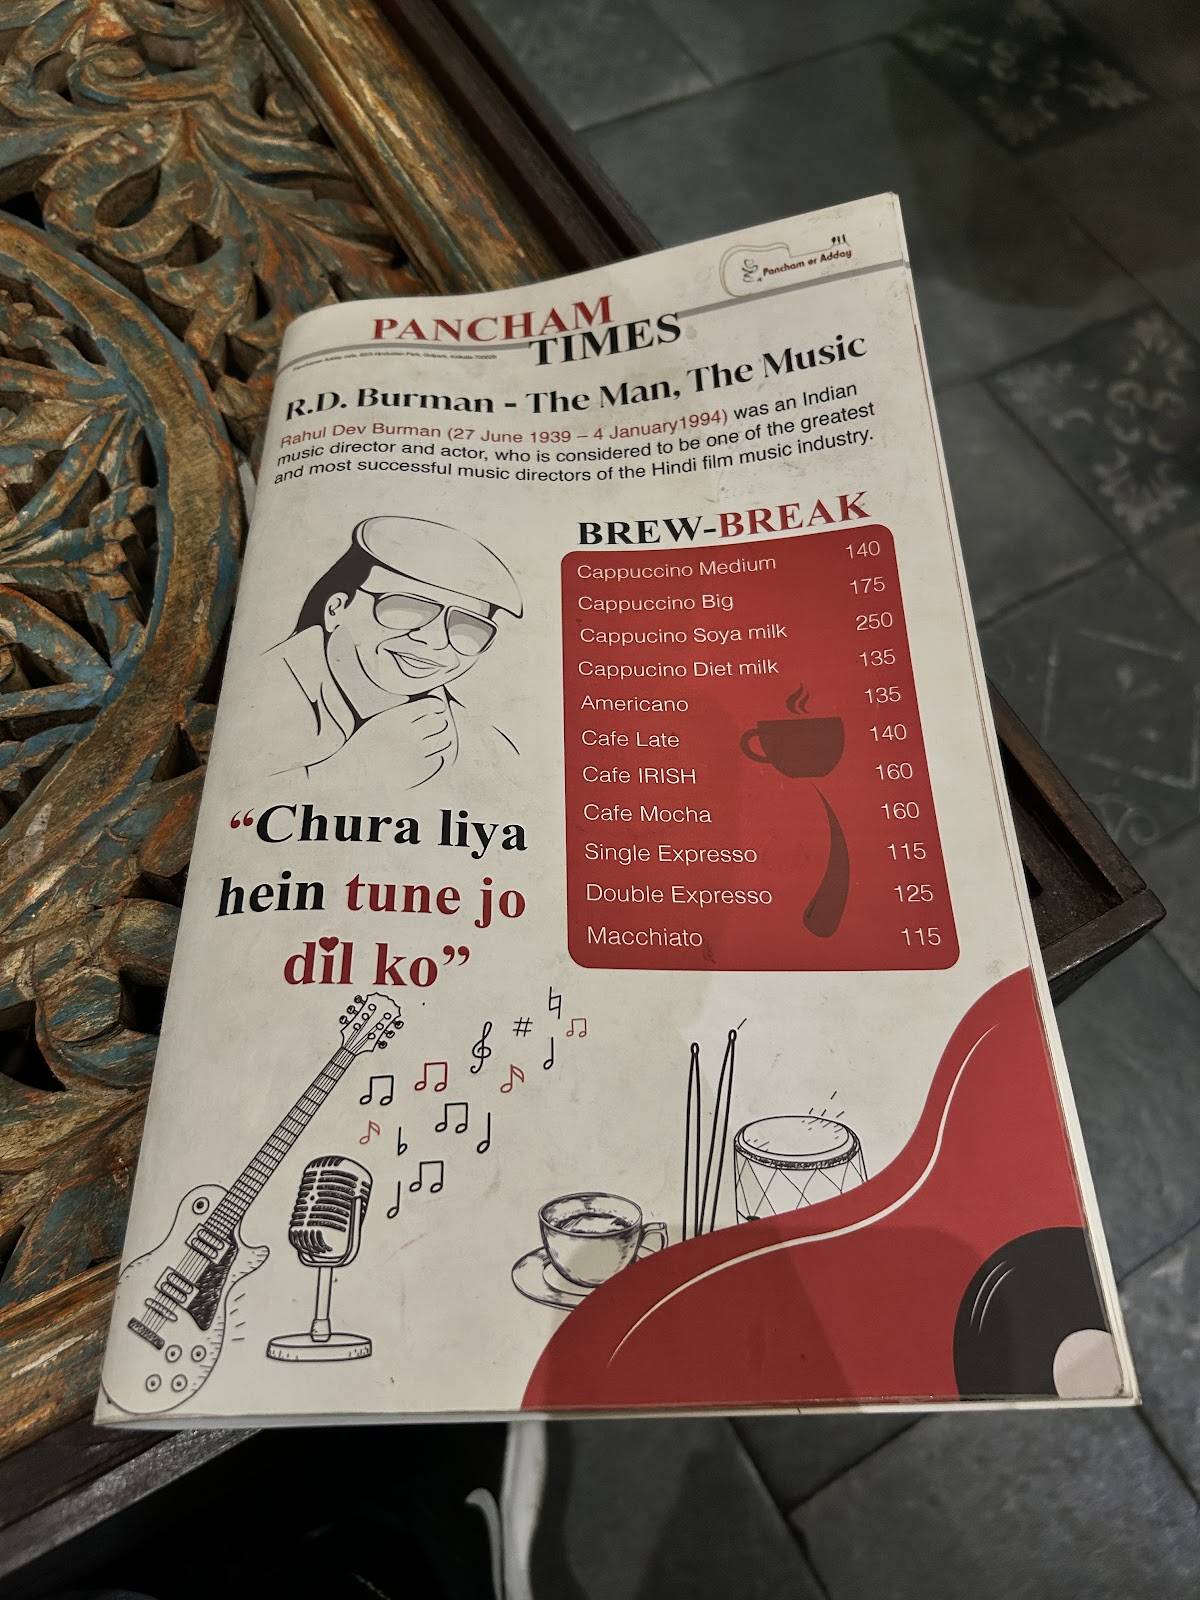 Pancham er Adday
PANCHAM
TIMES
R.D. Burman - The Man, The Music
Rahul Dev Burman (27 June 1939 – 4 January1994) was an Indian
music director and actor, who is considered to be one of the greatest
and most successful music directors of the Hindi film music industry.
BREW-BREAK
Cappuccino Medium 140
Cappuccino Big 175
Cappucino Soya milk 250
Cappucino Diet milk 135
Americano 135
Cafe Late 140
Cafe IRISH 160
Cafe Mocha 160
Single Expresso 115
Double Expresso 125
Macchiato 115
“Chura liya
hein tune jo
dil ko”